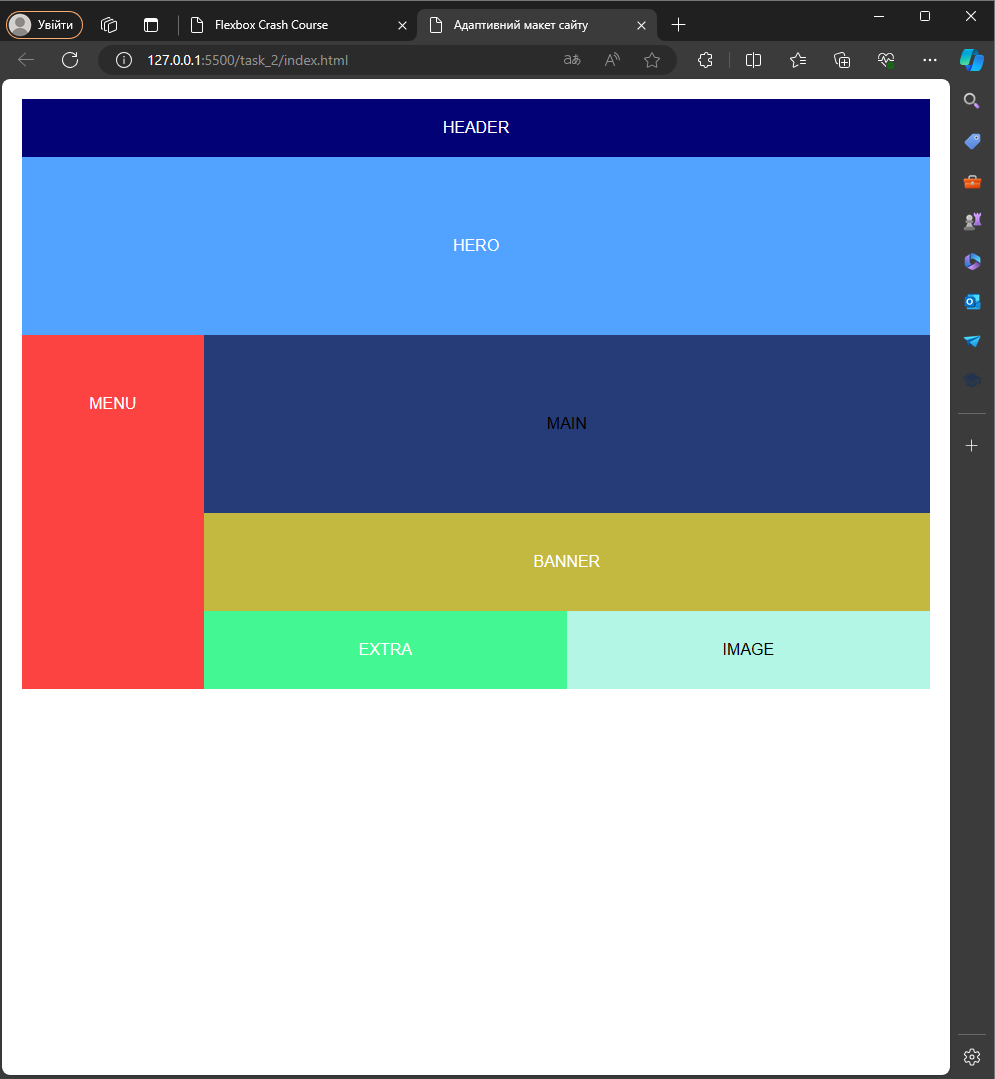 Увійти
Flexbox Crash Course
Адаптивний макет сайту
127.0.0.1:5500/task_2/index.html
HEADER
HERO
MENU
MAIN
BANNER
EXTRA
IMAGE